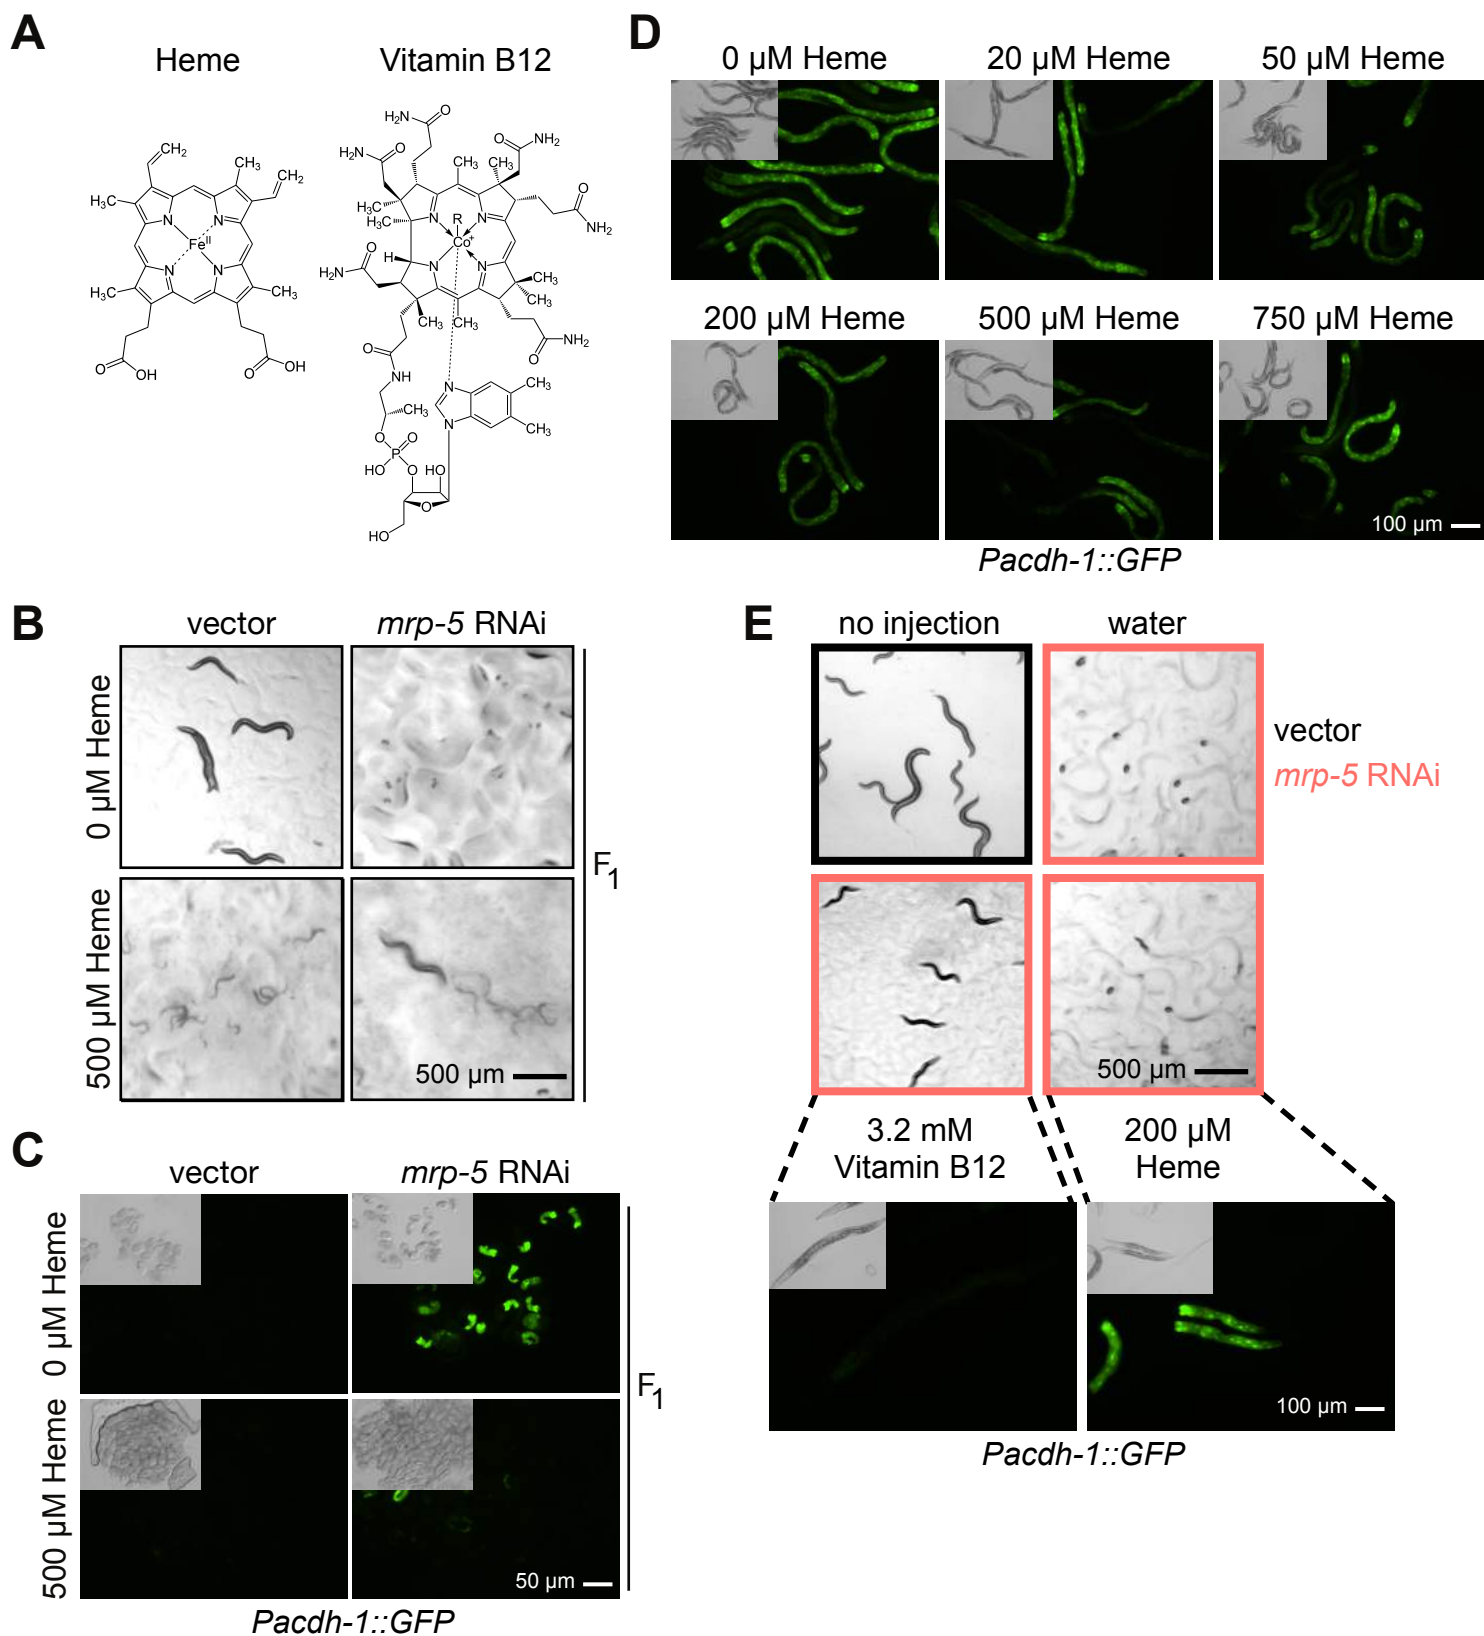 A
Heme
Vitamin B12
CH2
CH3
CH2
H3C
N
N
FeII
N
N
H3C
CH3
O
OH
O
OH
H2N
O
H2N
O
O
NH2
CH3
CH3
O
NH2
H3C
H3C
N
R
N
Co+
H
N
N
H2N
O
CH3
CH3
CH3
CH3
O
NH2
O
NH
CH3
N
CH3
CH3
N
O
P
O
HO
O
HO
O
HO
D
0 µM Heme
20 µM Heme
50 µM Heme
200 µM Heme
500 µM Heme
750 µM Heme
100 µm
Pacdh-1::GFP
B
vector
mrp-5 RNAi
0 µM Heme
500 µM Heme
500 µm
F1
C
vector
mrp-5 RNAi
0 µM Heme
500 µM Heme
50 µm
F1
Pacdh-1::GFP
E
no injection
water
vector
mrp-5 RNAi
500 µm
3.2 mM
Vitamin B12
200 µM
Heme
100 µm
Pacdh-1::GFP